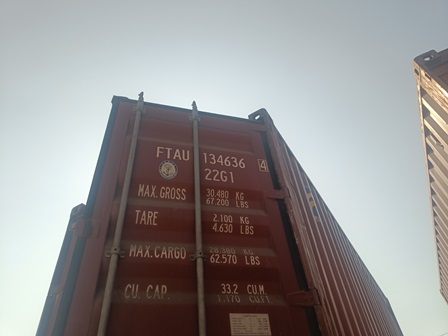 FTAU 134636 4
22G1
MAX.GROSS 30.480 KG
67.200 LBS
TARE 2.100 KG
4.630 LBS
MAX.CARGO 28.380 KG
62.570 LBS
CU. CAP. 33.2 CU.M.
1.170 CU.FT.